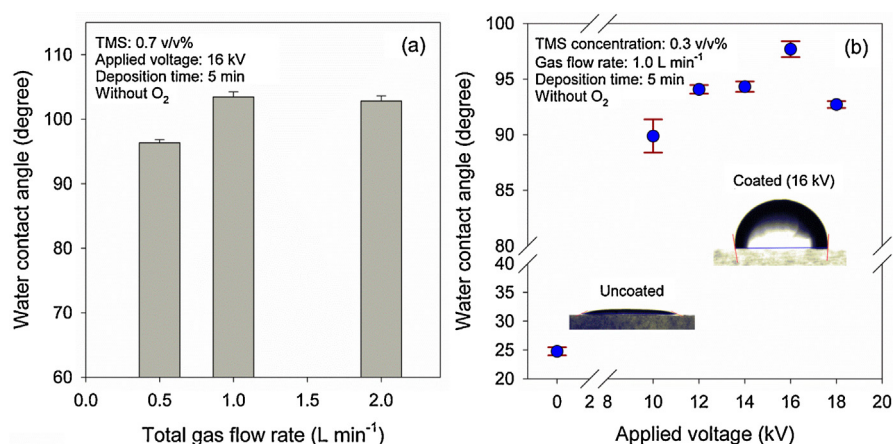 (a)
TMS: 0.7 v/v%
Applied voltage: 16 kV
Deposition time: 5 min
Without O2
Water contact angle (degree)
120
110
100
90
80
70
60
0.0 0.5 1.0 1.5 2.0
Total gas flow rate (L min-1)
(b)
TMS concentration: 0.3 v/v%
Gas flow rate: 1.0 L min-1
Deposition time: 5 min
Without O2
Water contact angle (degree)
100
95
90
85
80
40
35
30
25
20
Coated (16 kV)
Uncoated
0 2 8 10 12 14 16 18 20
Applied voltage (kV)